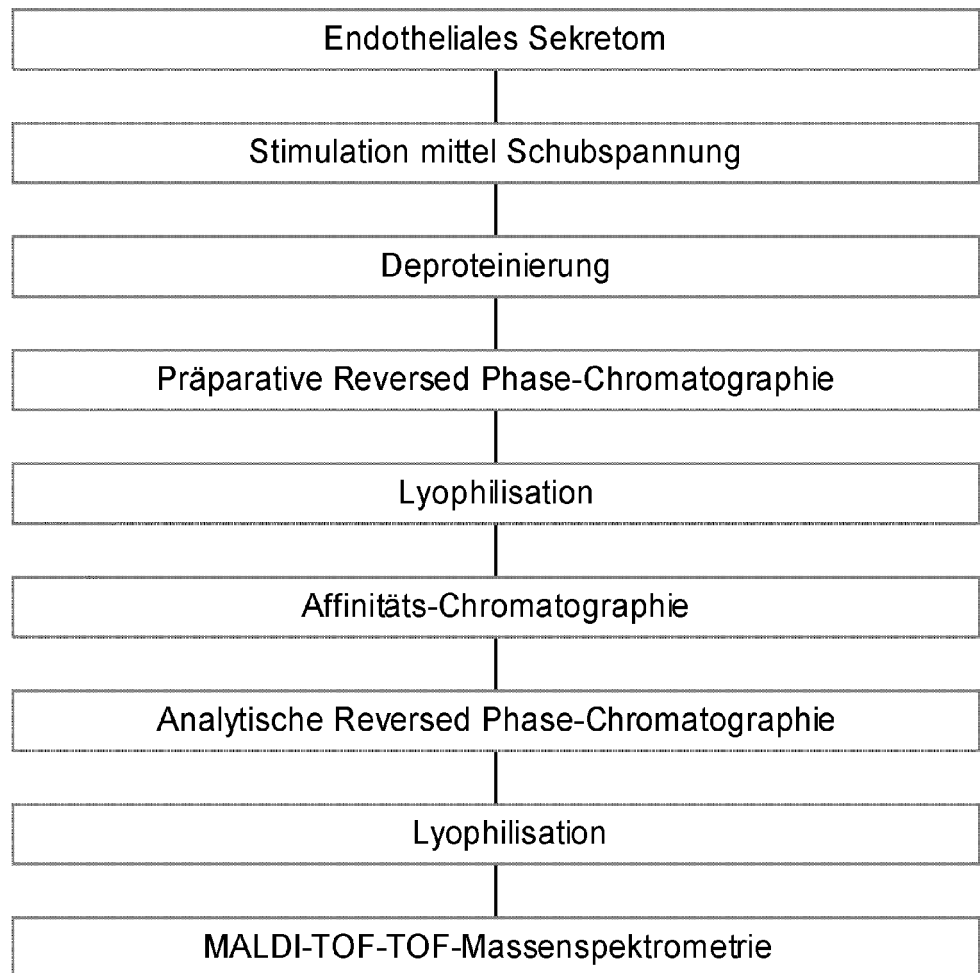 Endotheliales Sekretom
Stimulation mittel Schubspannung
Deproteinierung
Präparative Reversed Phase-Chromatographie
Lyophilisation
Affinitäts-Chromatographie
Analytische Reversed Phase-Chromatographie
Lyophilisation
MALDI-TOF-TOF-Massenspektrometrie